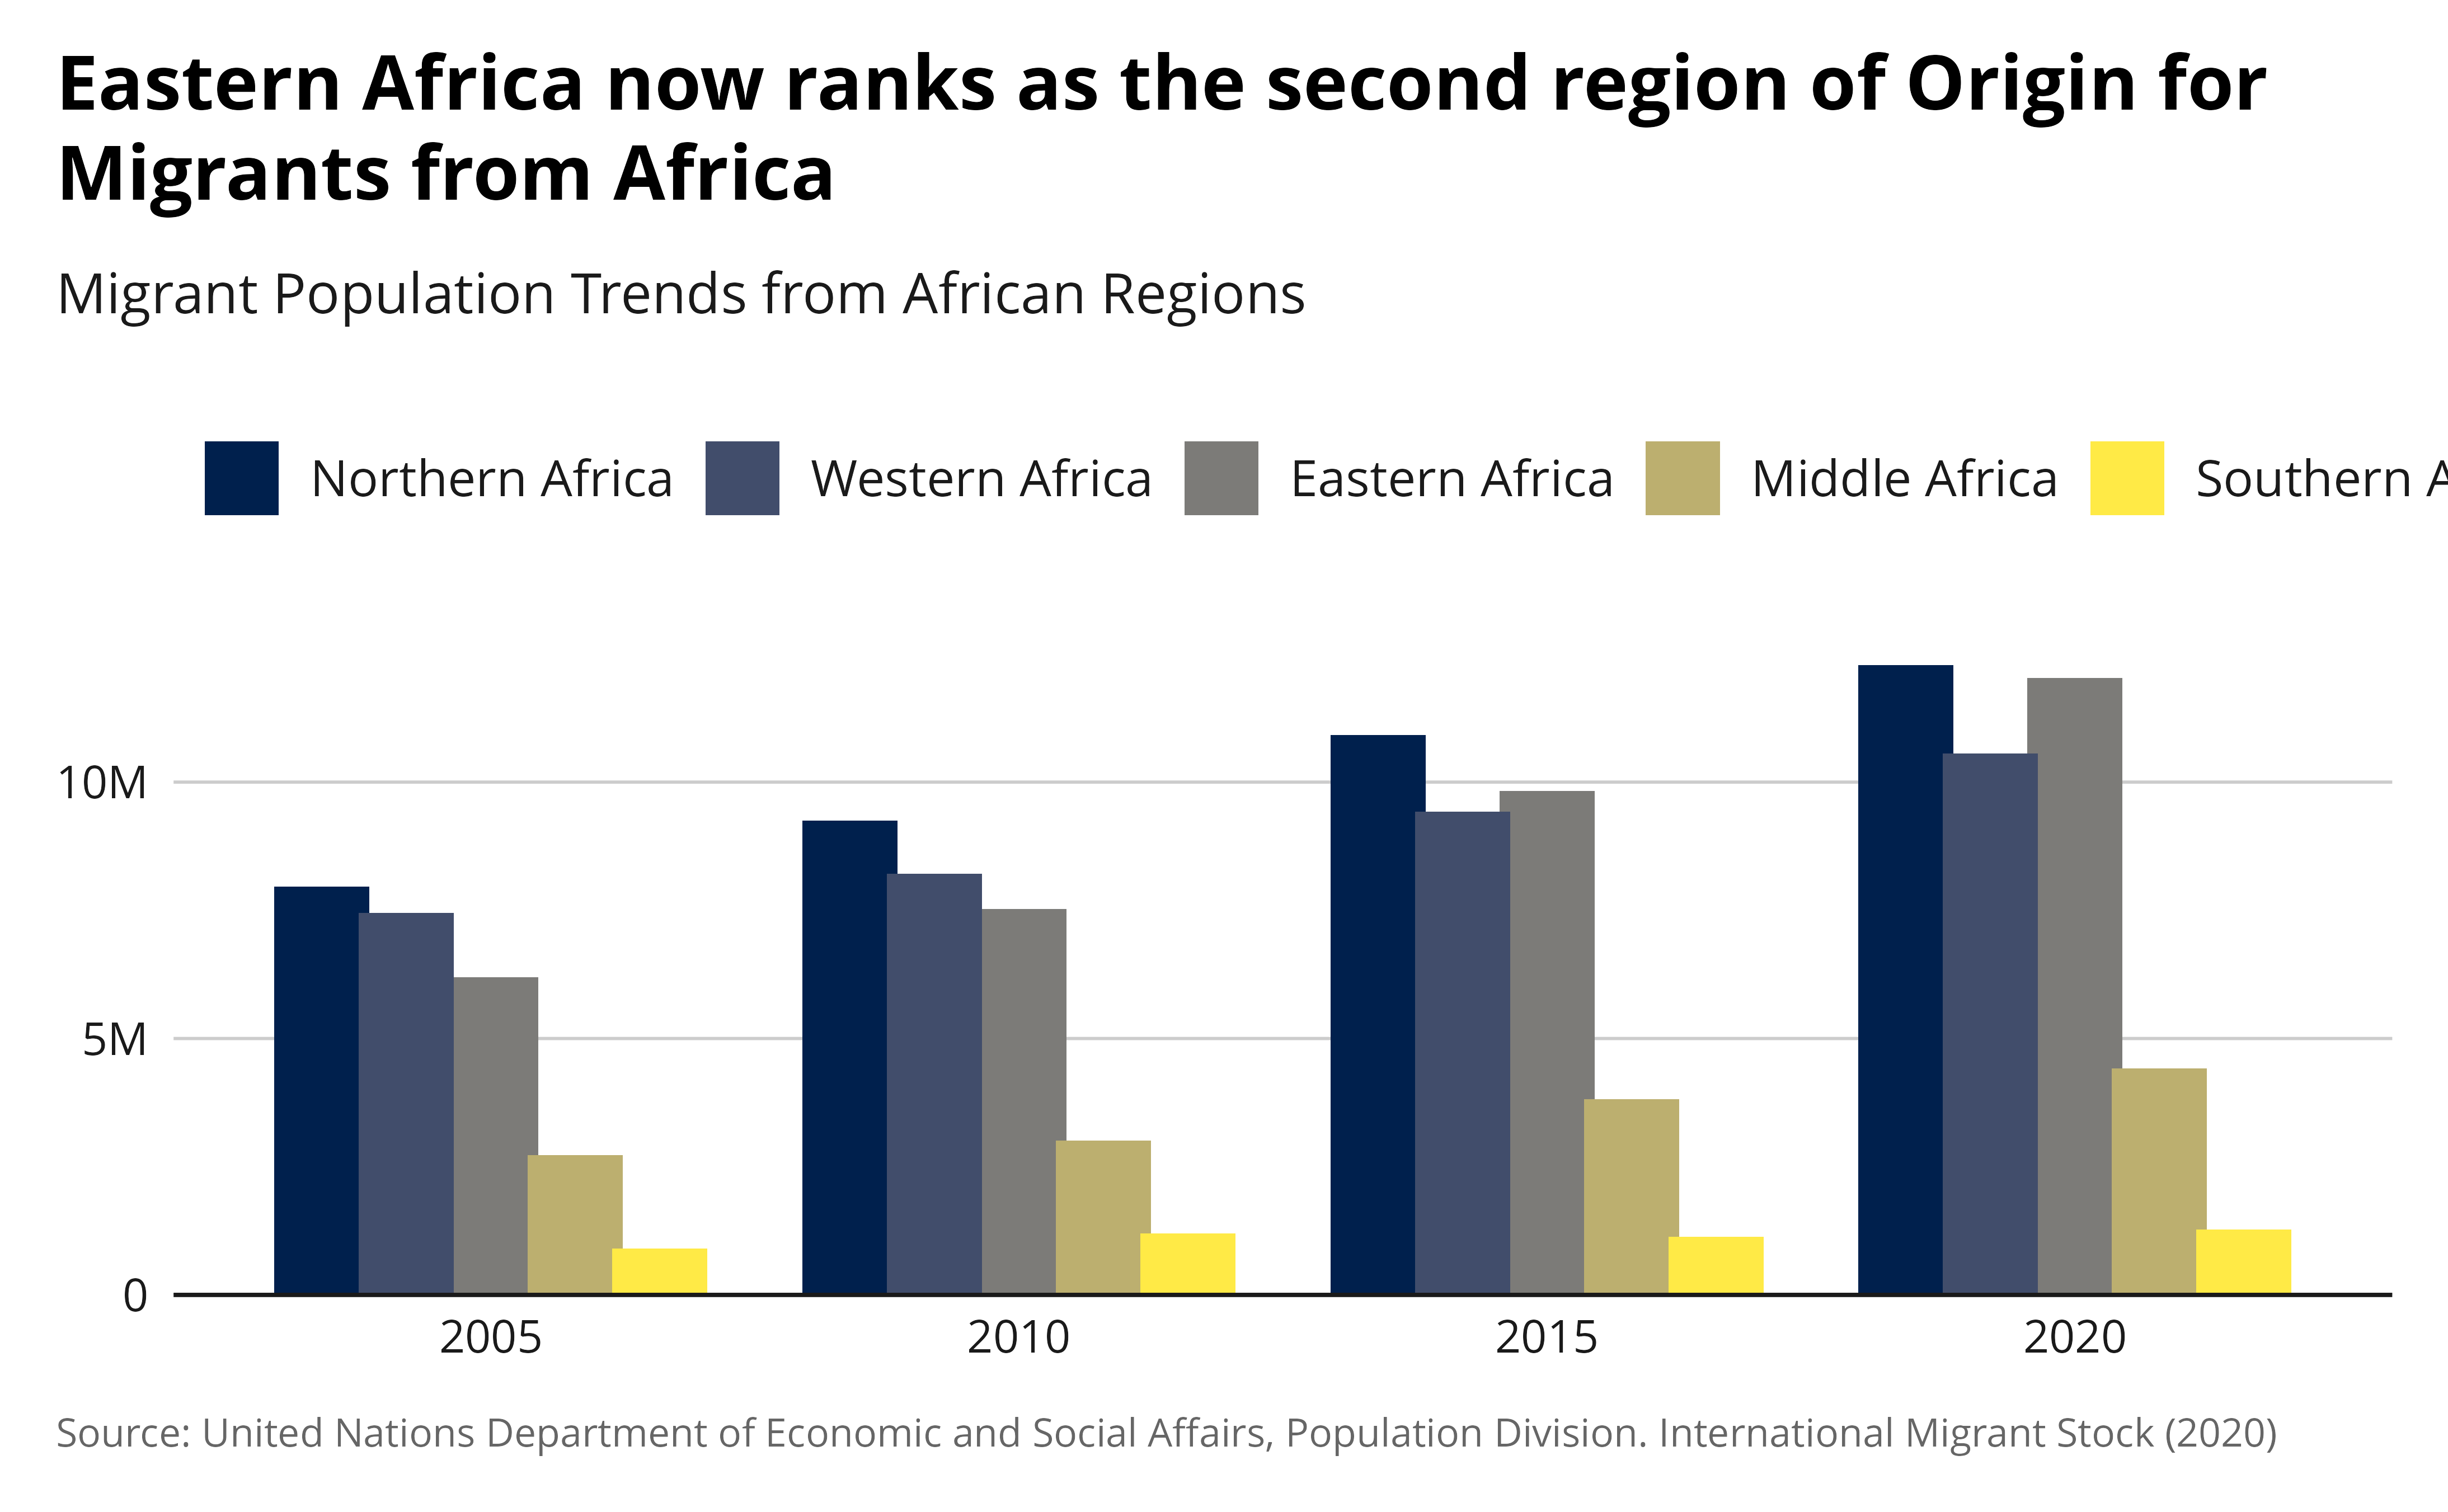 Eastern Africa now ranks as the second region of Origin for
Migrants from Africa
Migrant Population Trends from African Regions
Northern Africa Western Africa Eastern Africa Middle Africa Southern A
10M
5M
0
2005 2010 2015 2020
Source: United Nations Department of Economic and Social Affairs, Population Division. International Migrant Stock (2020)